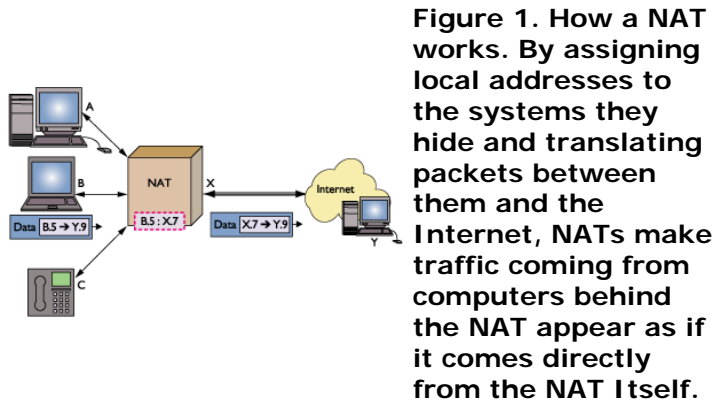 A
B
Data B.5 → Y.9
C
NAT
B.5 : X.7
X
Data X.7 → Y.9
Internet
Y
Figure 1. How a NAT
works. By assigning
local addresses to
the systems they
hide and translating
packets between
them and the
Internet, NATs make
traffic coming from
computers behind
the NAT appear as if
it comes directly
from the NAT Itself.